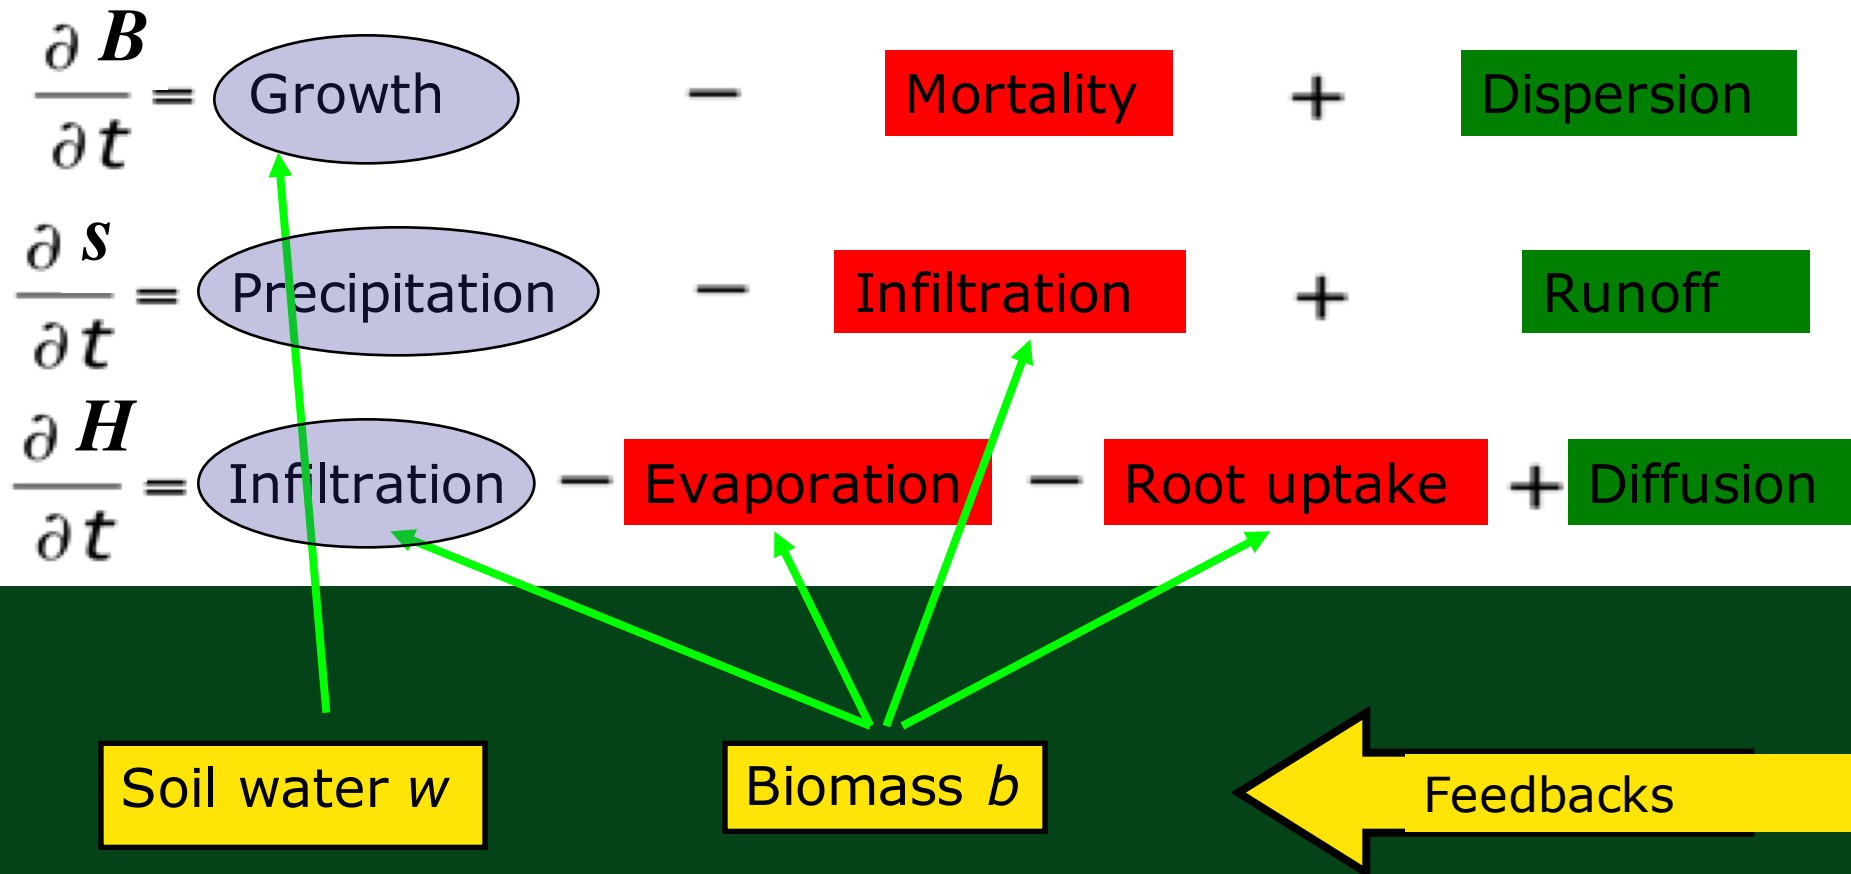 ∂B/∂t = Growth − Mortality + Dispersion
∂s/∂t = Precipitation − Infiltration + Runoff
∂H/∂t = Infiltration − Evaporation − Root uptake + Diffusion
Soil water w
Biomass b
Feedbacks